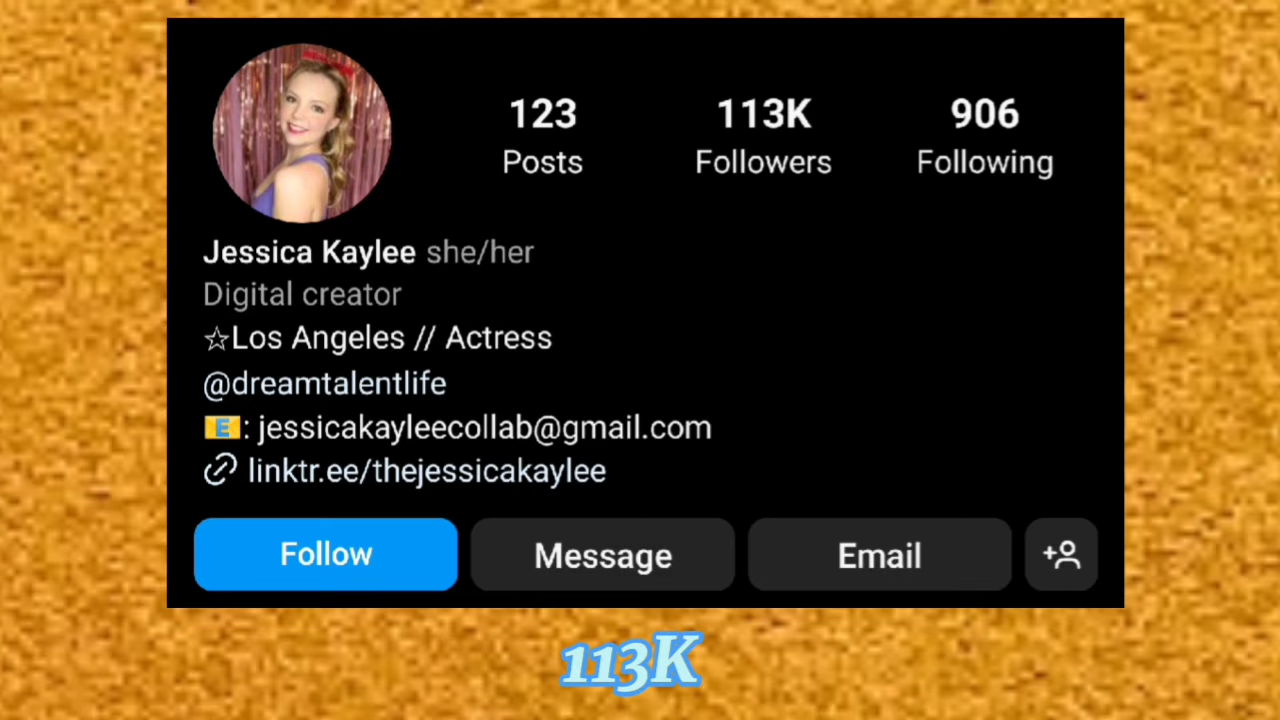 123 113K 906
Posts Followers Following
Jessica Kaylee she/her
Digital creator
☆Los Angeles // Actress
@dreamtalentlife
📧: jessicakayleecollab@gmail.com
linktr.ee/thejessicakaylee
Follow Message Email
113K